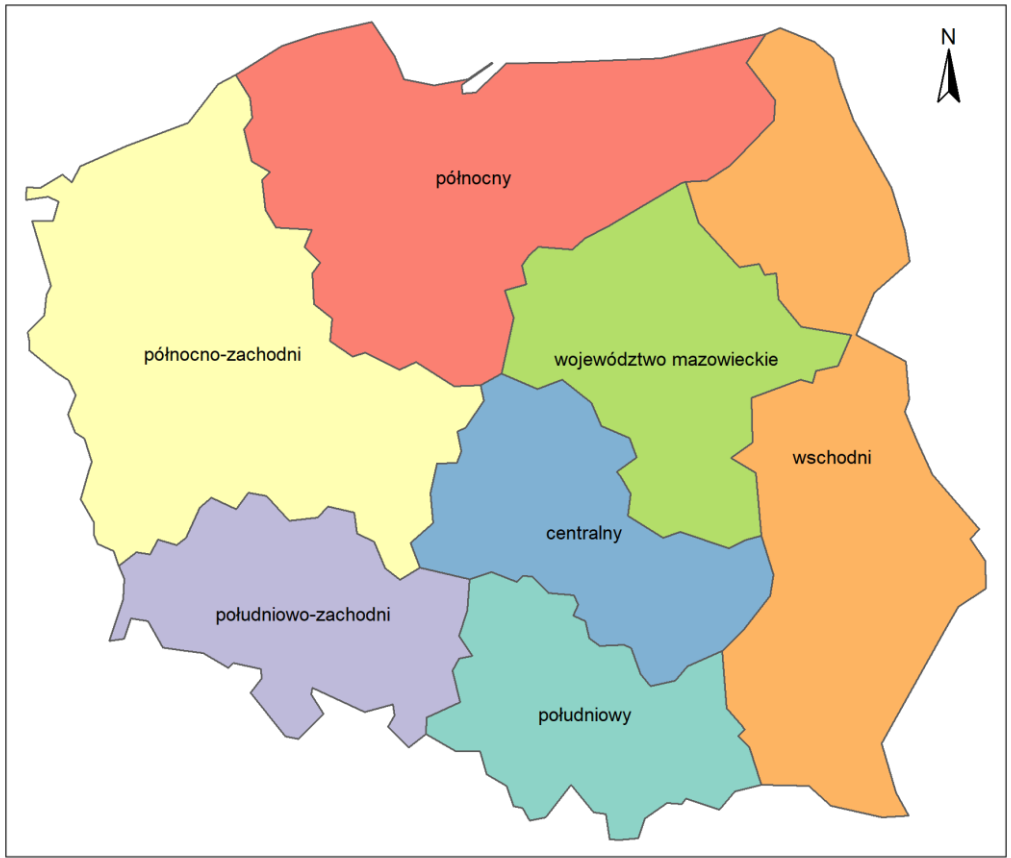 N
północny
północno-zachodni
województwo mazowieckie
wschodni
centralny
południowo-zachodni
południowy